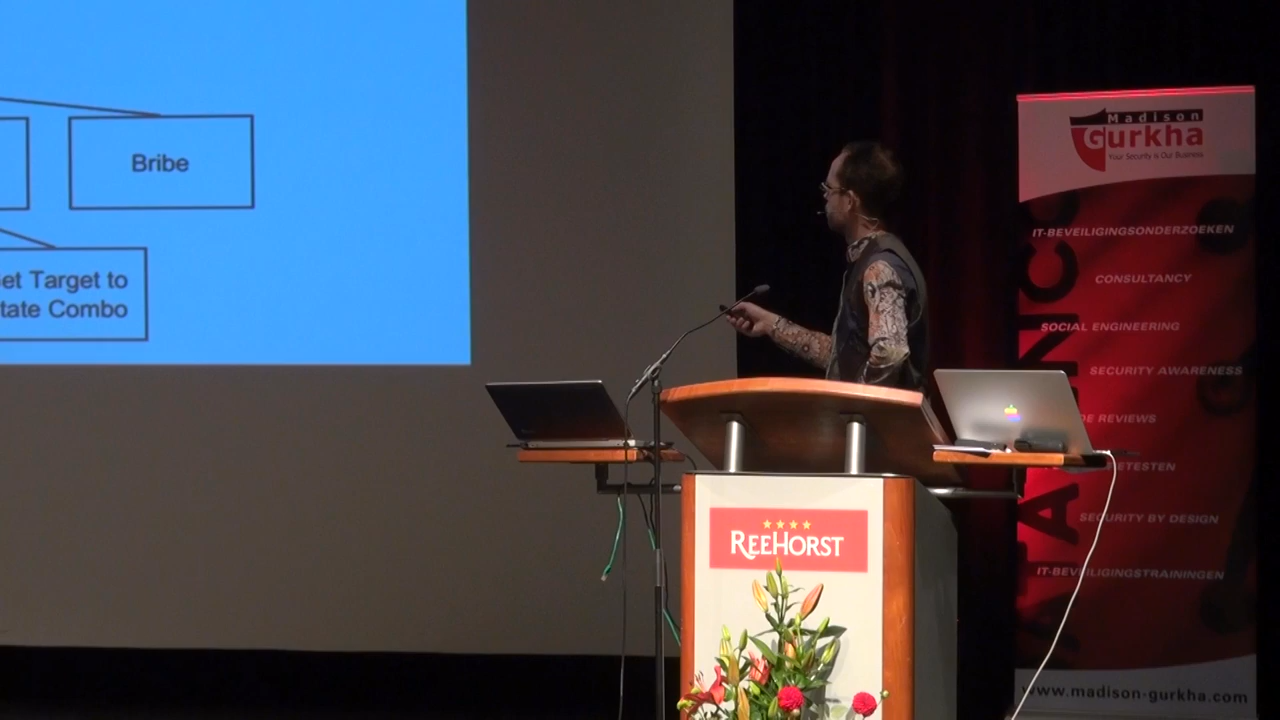 Bribe
et Target to
tate Combo
Madison
Gurkha
Your Security is Our Business
IT-BEVEILIGINGSONDERZOEKEN
CONSULTANCY
SOCIAL ENGINEERING
SECURITY AWARENESS
DE REVIEWS
ETESTEN
SECURITY BY DESIGN
IT-BEVEILIGINGSTRAININGEN
www.madison-gurkha.com
REEHORST